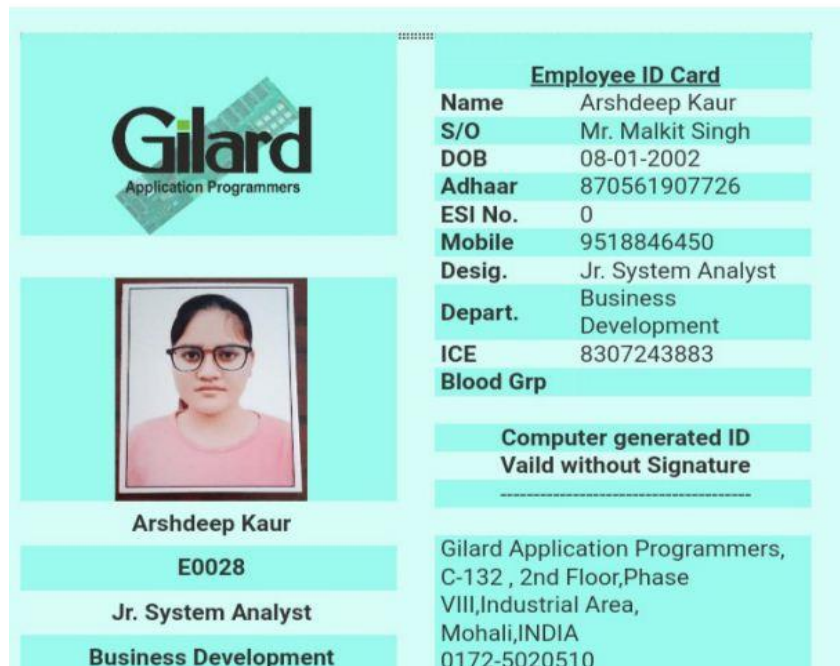 Gilard
Application Programmers
Arshdeep Kaur
E0028
Jr. System Analyst
Business Development
Employee ID Card
Name Arshdeep Kaur
S/O Mr. Malkit Singh
DOB 08-01-2002
Adhaar 870561907726
ESI No. 0
Mobile 9518846450
Desig. Jr. System Analyst
Depart. Business
Development
ICE 8307243883
Blood Grp
Computer generated ID
Vaild without Signature
--------------------------------------
Gilard Application Programmers,
C-132 , 2nd Floor,Phase
VIII,Industrial Area,
Mohali,INDIA
0172-5020510